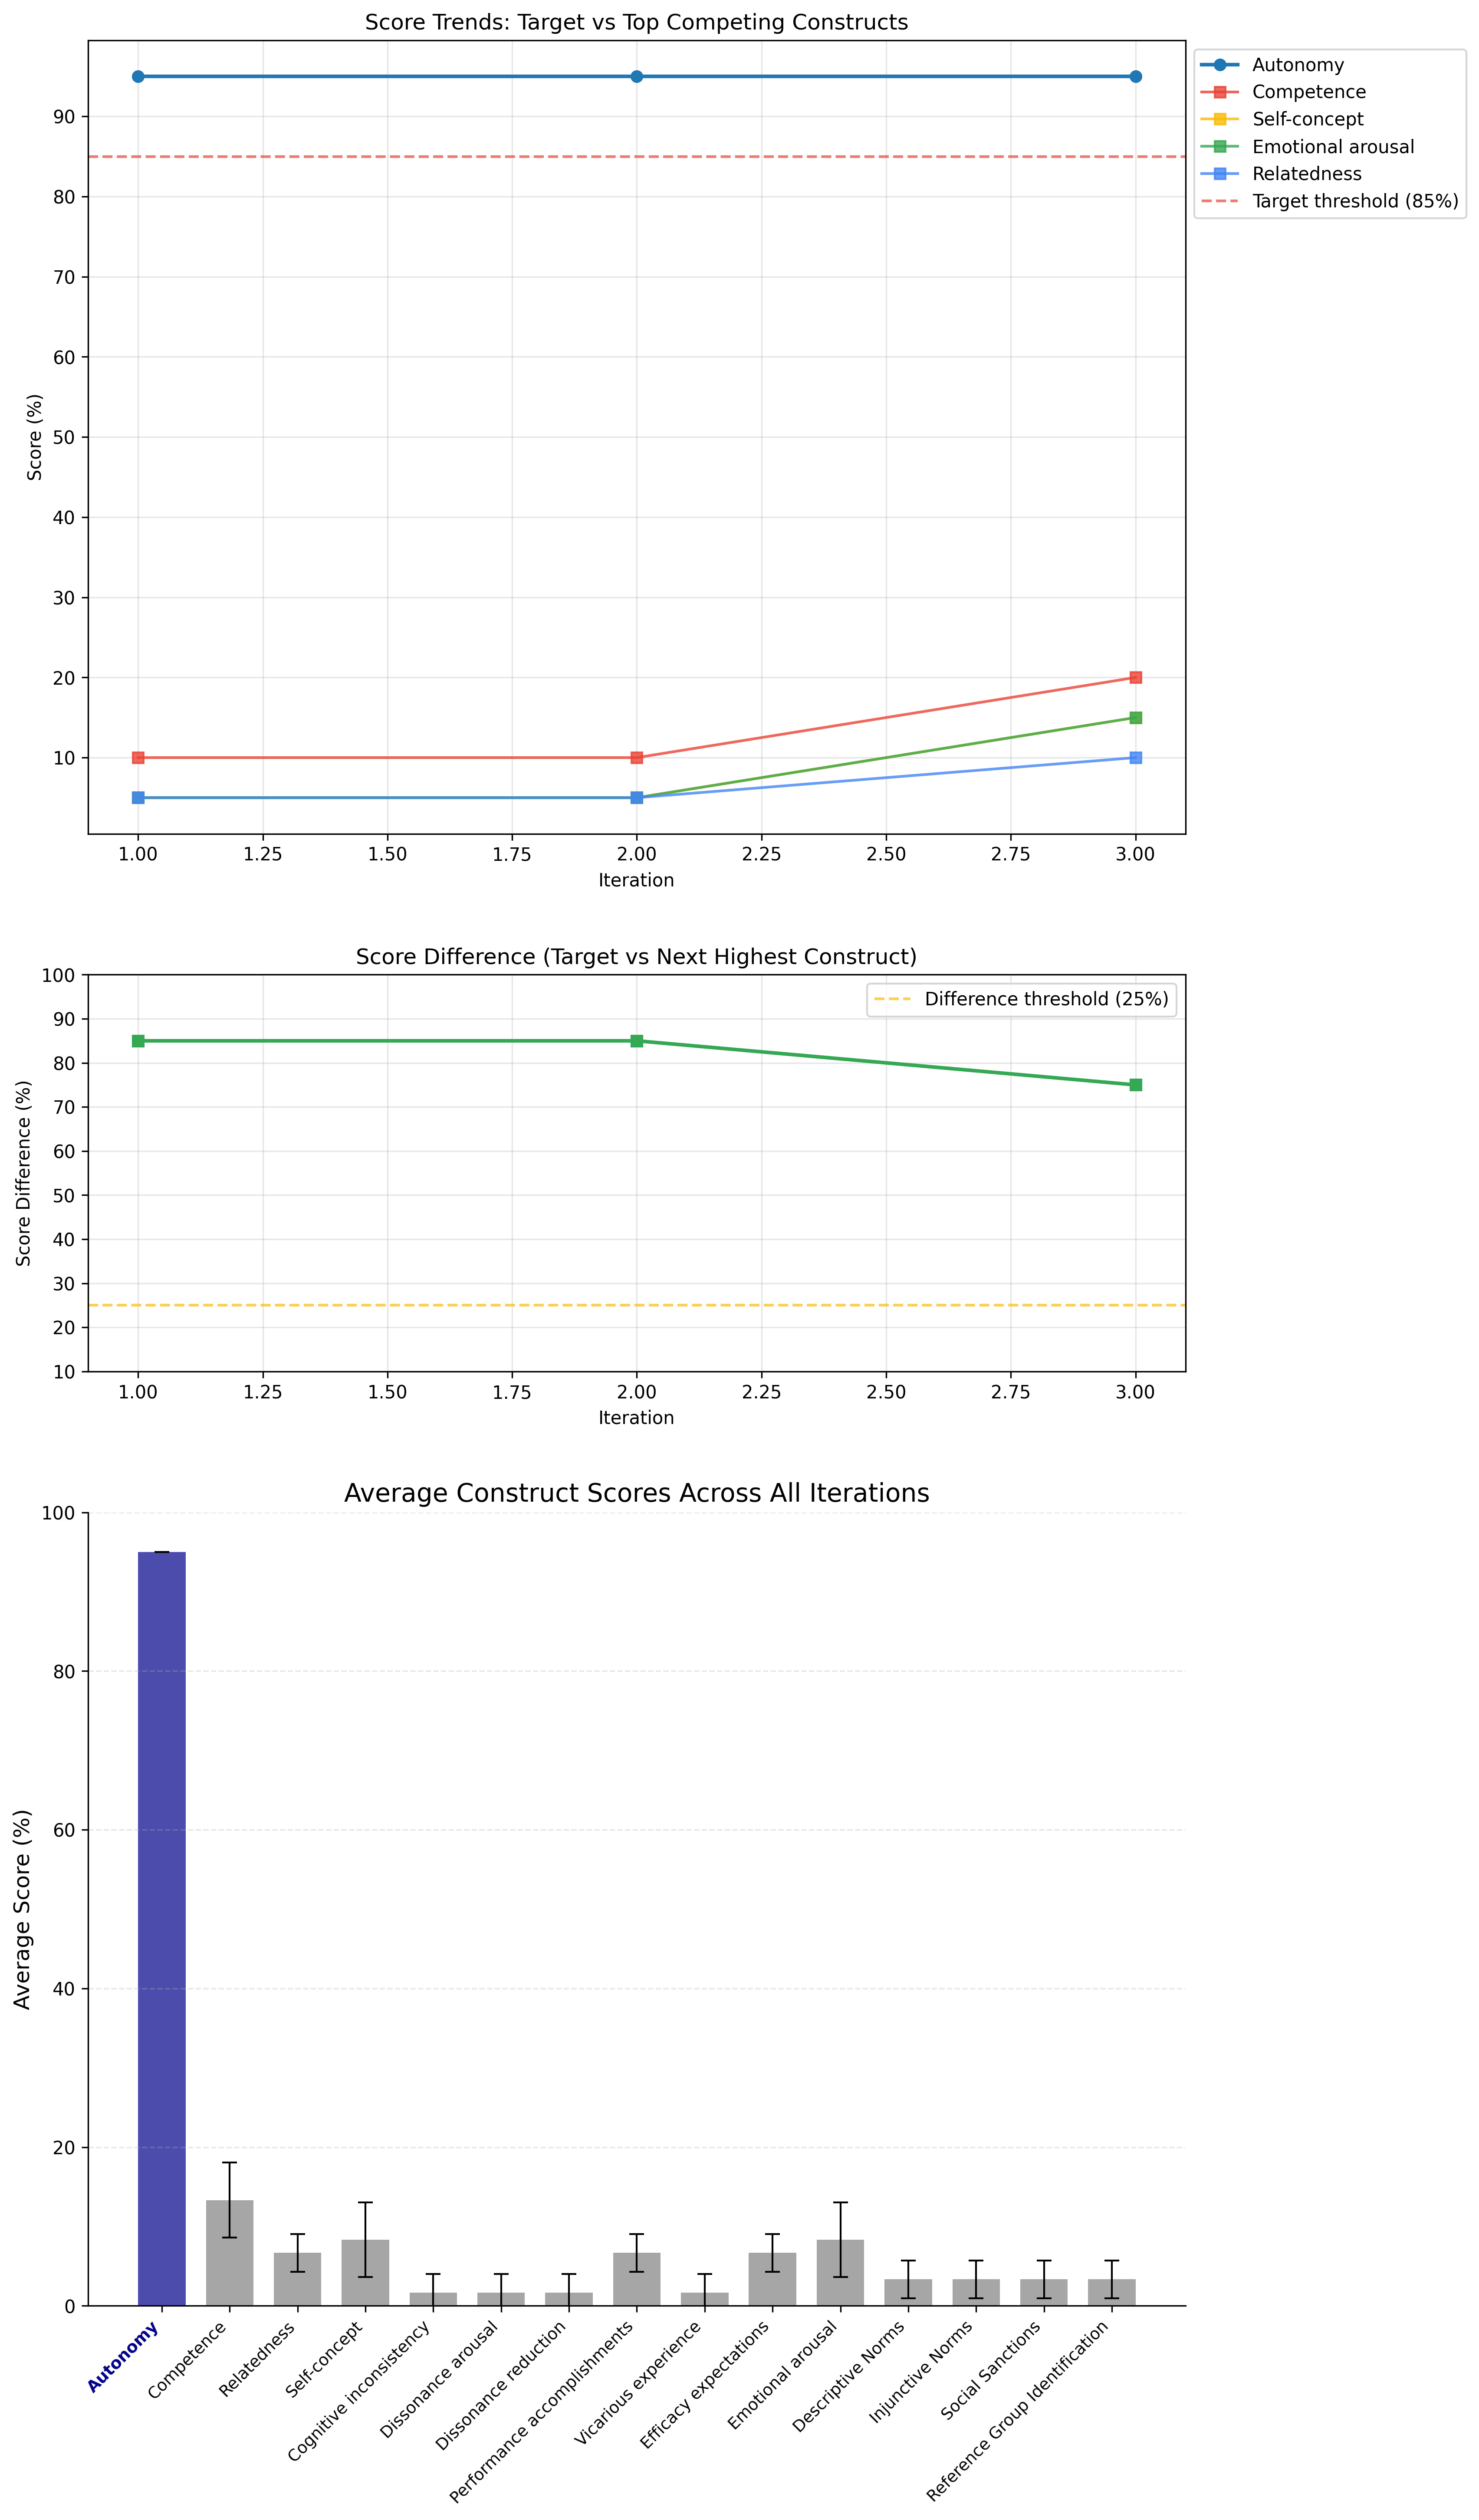 Score Trends: Target vs Top Competing Constructs
Autonomy
Competence
Self-concept
Emotional arousal
Relatedness
Target threshold (85%)
Score (%)
90
80
70
60
50
40
30
20
10
1.00 1.25 1.50 1.75 2.00 2.25 2.50 2.75 3.00
Iteration
Score Difference (Target vs Next Highest Construct)
Difference threshold (25%)
Score Difference (%)
100
90
80
70
60
50
40
30
20
10
1.00 1.25 1.50 1.75 2.00 2.25 2.50 2.75 3.00
Iteration
Average Construct Scores Across All Iterations
Average Score (%)
100
80
60
40
20
0
Autonomy
Competence
Relatedness
Self-concept
Cognitive inconsistency
Dissonance arousal
Dissonance reduction
Performance accomplishments
Vicarious experience
Efficacy expectations
Emotional arousal
Descriptive Norms
Injunctive Norms
Social Sanctions
Reference Group Identification